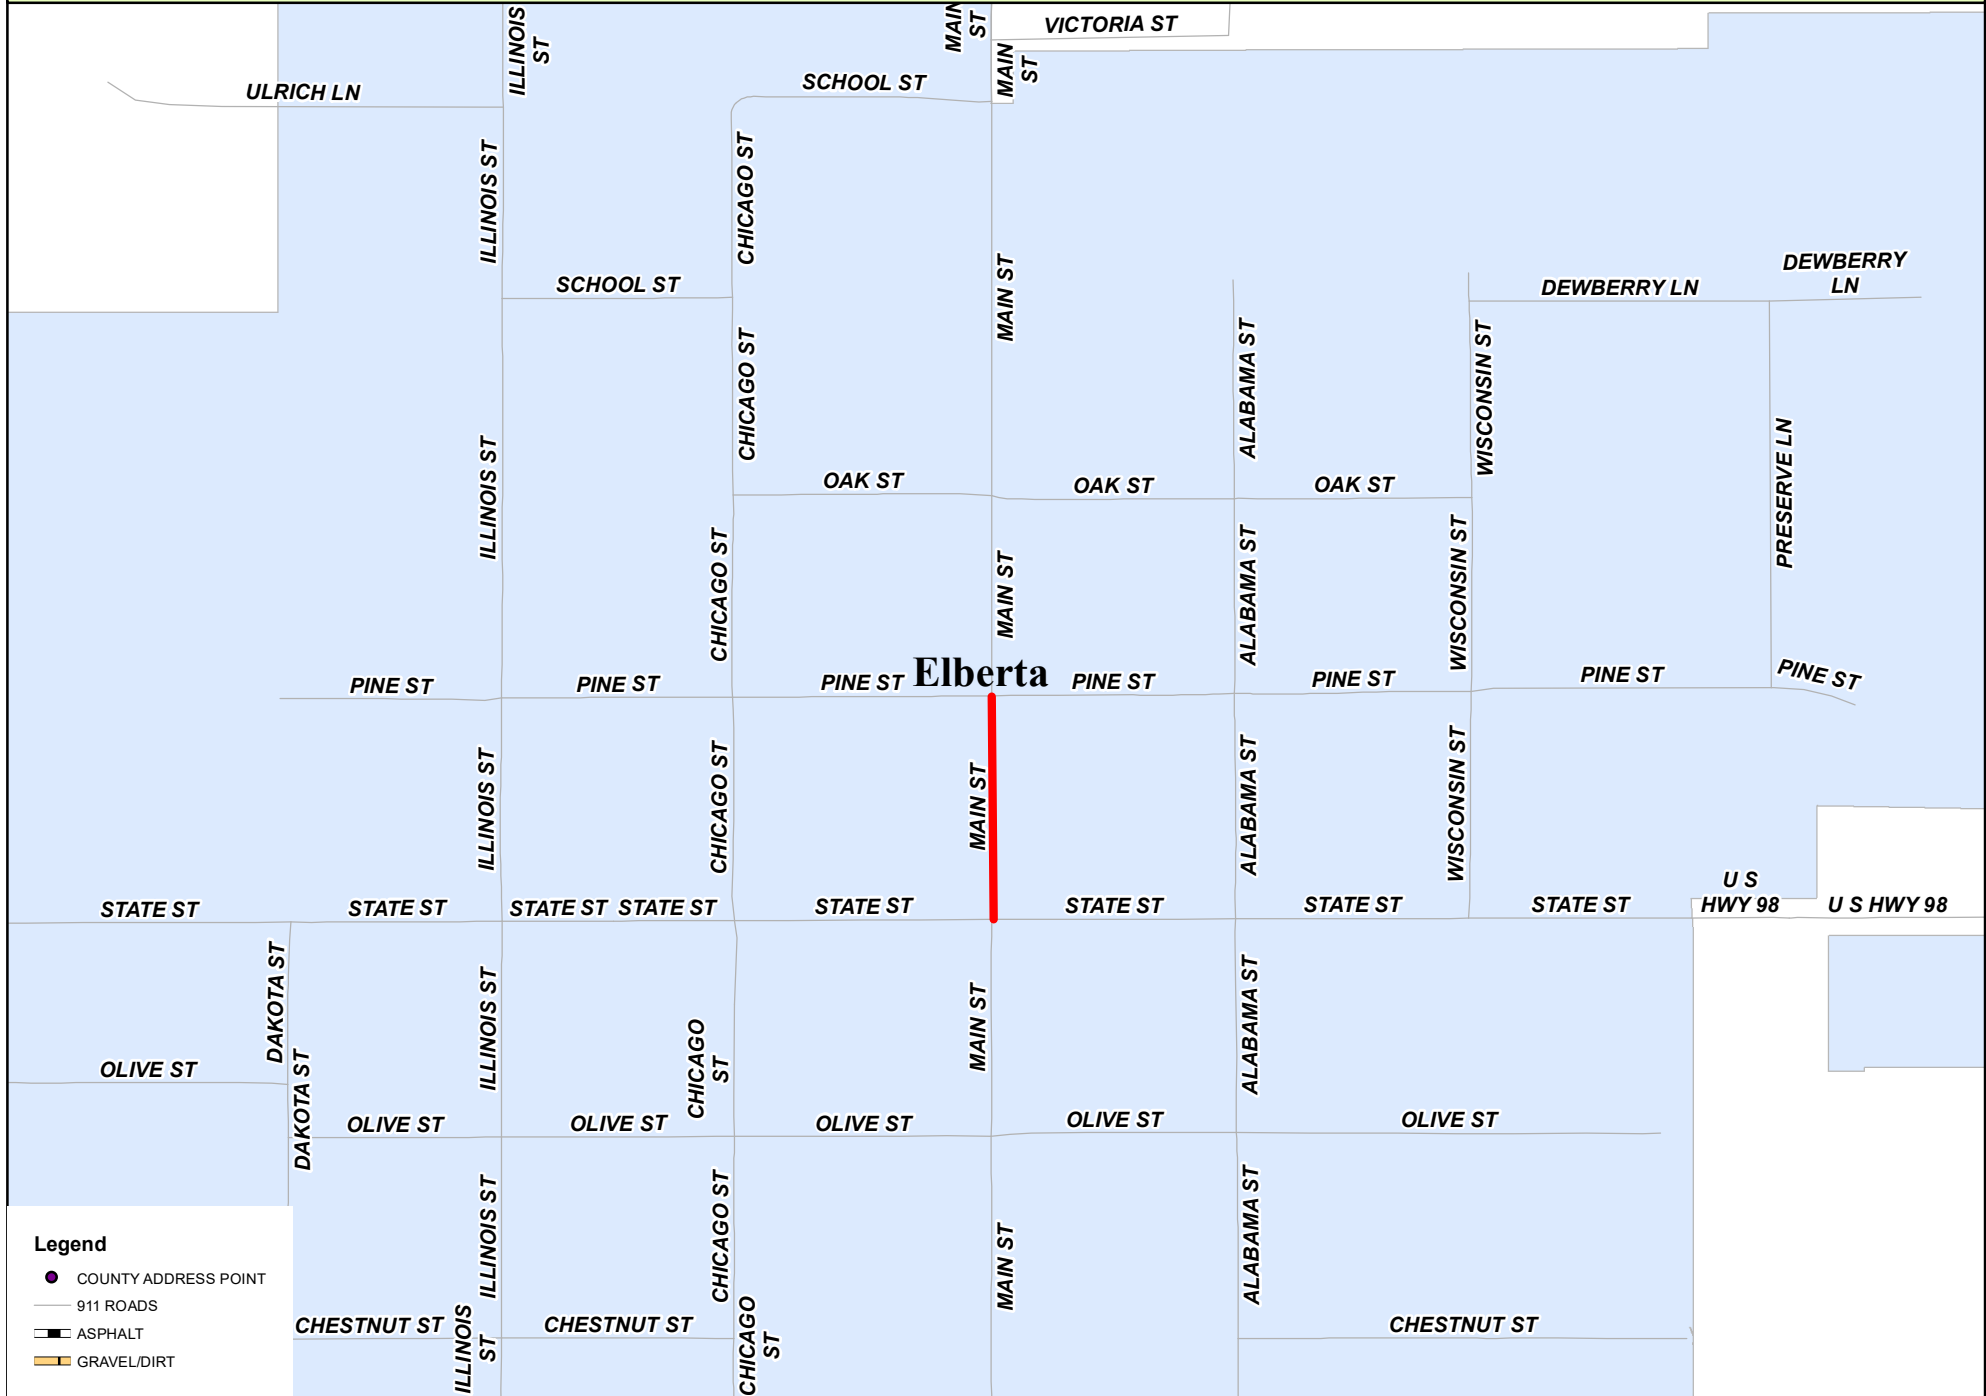 ILLINOIS
ST
MAIN
ST
VICTORIA ST
MAIN
ST
ULRICH LN
SCHOOL ST
ILLINOIS ST
CHICAGO ST
MAIN ST
SCHOOL ST
DEWBERRY LN
DEWBERRY
LN
CHICAGO ST
ALABAMA ST
WISCONSIN ST
ILLINOIS ST
OAK ST
OAK ST
OAK ST
PRESERVE LN
CHICAGO ST
MAIN ST
ALABAMA ST
WISCONSIN ST
Elberta
PINE ST
PINE ST
PINE ST
PINE ST
PINE ST
PINE ST
PINE ST
ILLINOIS ST
CHICAGO ST
MAIN ST
ALABAMA ST
WISCONSIN ST
STATE ST
STATE ST
STATE ST
STATE ST
STATE ST
STATE ST
STATE ST
STATE ST
U S
HWY 98
U S HWY 98
DAKOTA ST
ILLINOIS ST
CHICAGO
ST
MAIN ST
ALABAMA ST
OLIVE ST
DAKOTA ST
OLIVE ST
OLIVE ST
OLIVE ST
OLIVE ST
OLIVE ST
ILLINOIS ST
CHICAGO ST
MAIN ST
ALABAMA ST
CHESTNUT ST
ILLINOIS
ST
CHESTNUT ST
CHICAGO
ST
CHESTNUT ST
Legend
COUNTY ADDRESS POINT
911 ROADS
ASPHALT
GRAVEL/DIRT